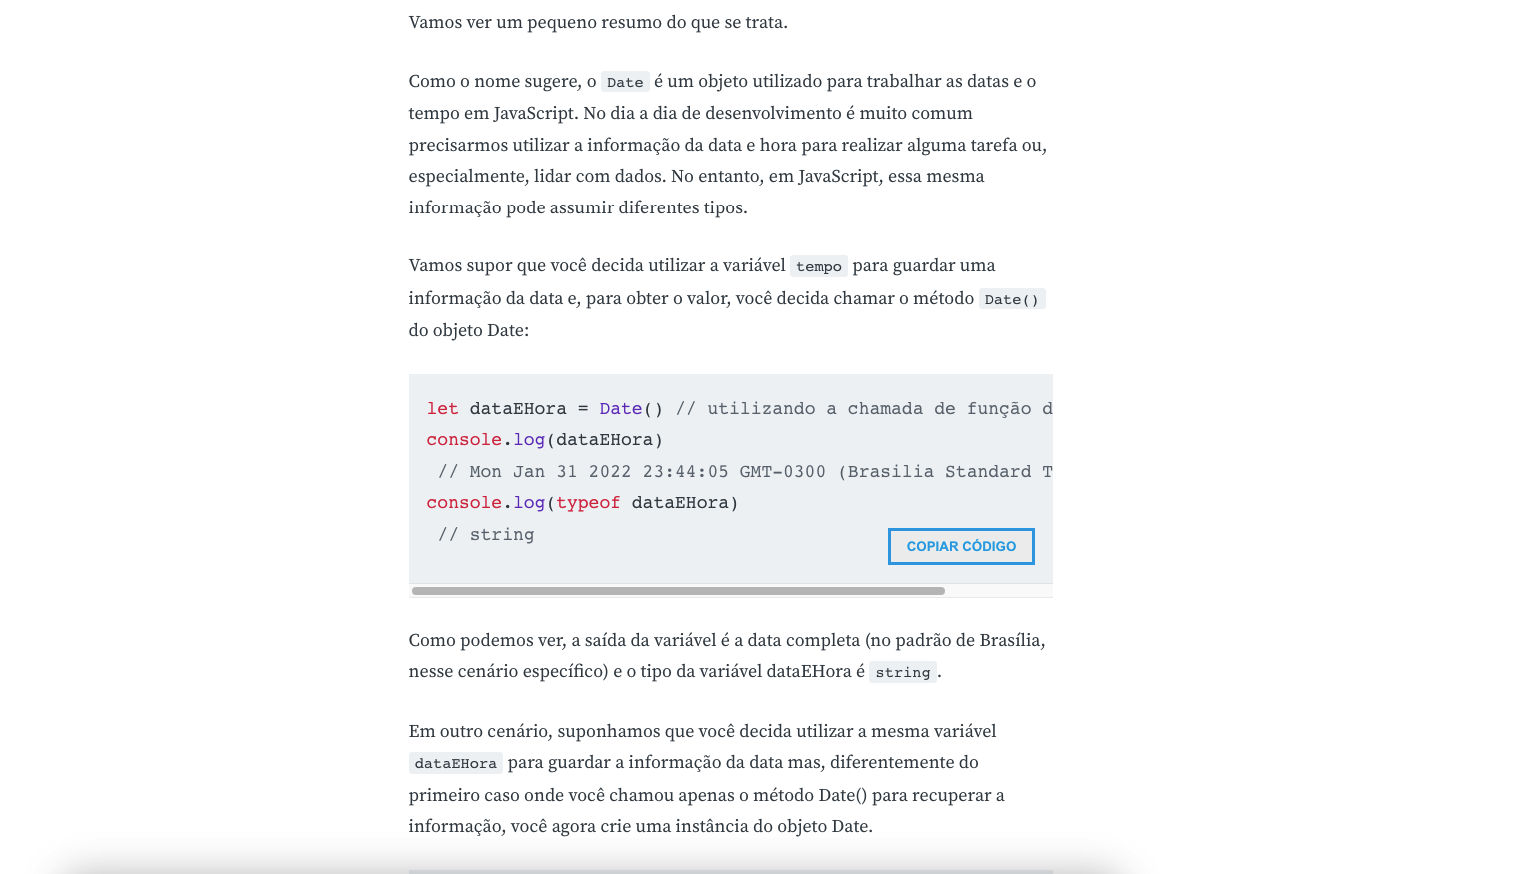 Vamos ver um pequeno resumo do que se trata.
Como o nome sugere, o Date é um objeto utilizado para trabalhar as datas e o
tempo em JavaScript. No dia a dia de desenvolvimento é muito comum
precisarmos utilizar a informação da data e hora para realizar alguma tarefa ou,
especialmente, lidar com dados. No entanto, em JavaScript, essa mesma
informação pode assumir diferentes tipos.
Vamos supor que você decida utilizar a variável tempo para guardar uma
informação da data e, para obter o valor, você decida chamar o método Date()
do objeto Date:
let dataEHora = Date() // utilizando a chamada de função d
console.log(dataEHora)
// Mon Jan 31 2022 23:44:05 GMT-0300 (Brasilia Standard T
console.log(typeof dataEHora)
// string
COPIAR CÓDIGO
Como podemos ver, a saída da variável é a data completa (no padrão de Brasília,
nesse cenário específico) e o tipo da variável dataEHora é string.
Em outro cenário, suponhamos que você decida utilizar a mesma variável
dataEHora para guardar a informação da data mas, diferentemente do
primeiro caso onde você chamou apenas o método Date() para recuperar a
informação, você agora crie uma instância do objeto Date.